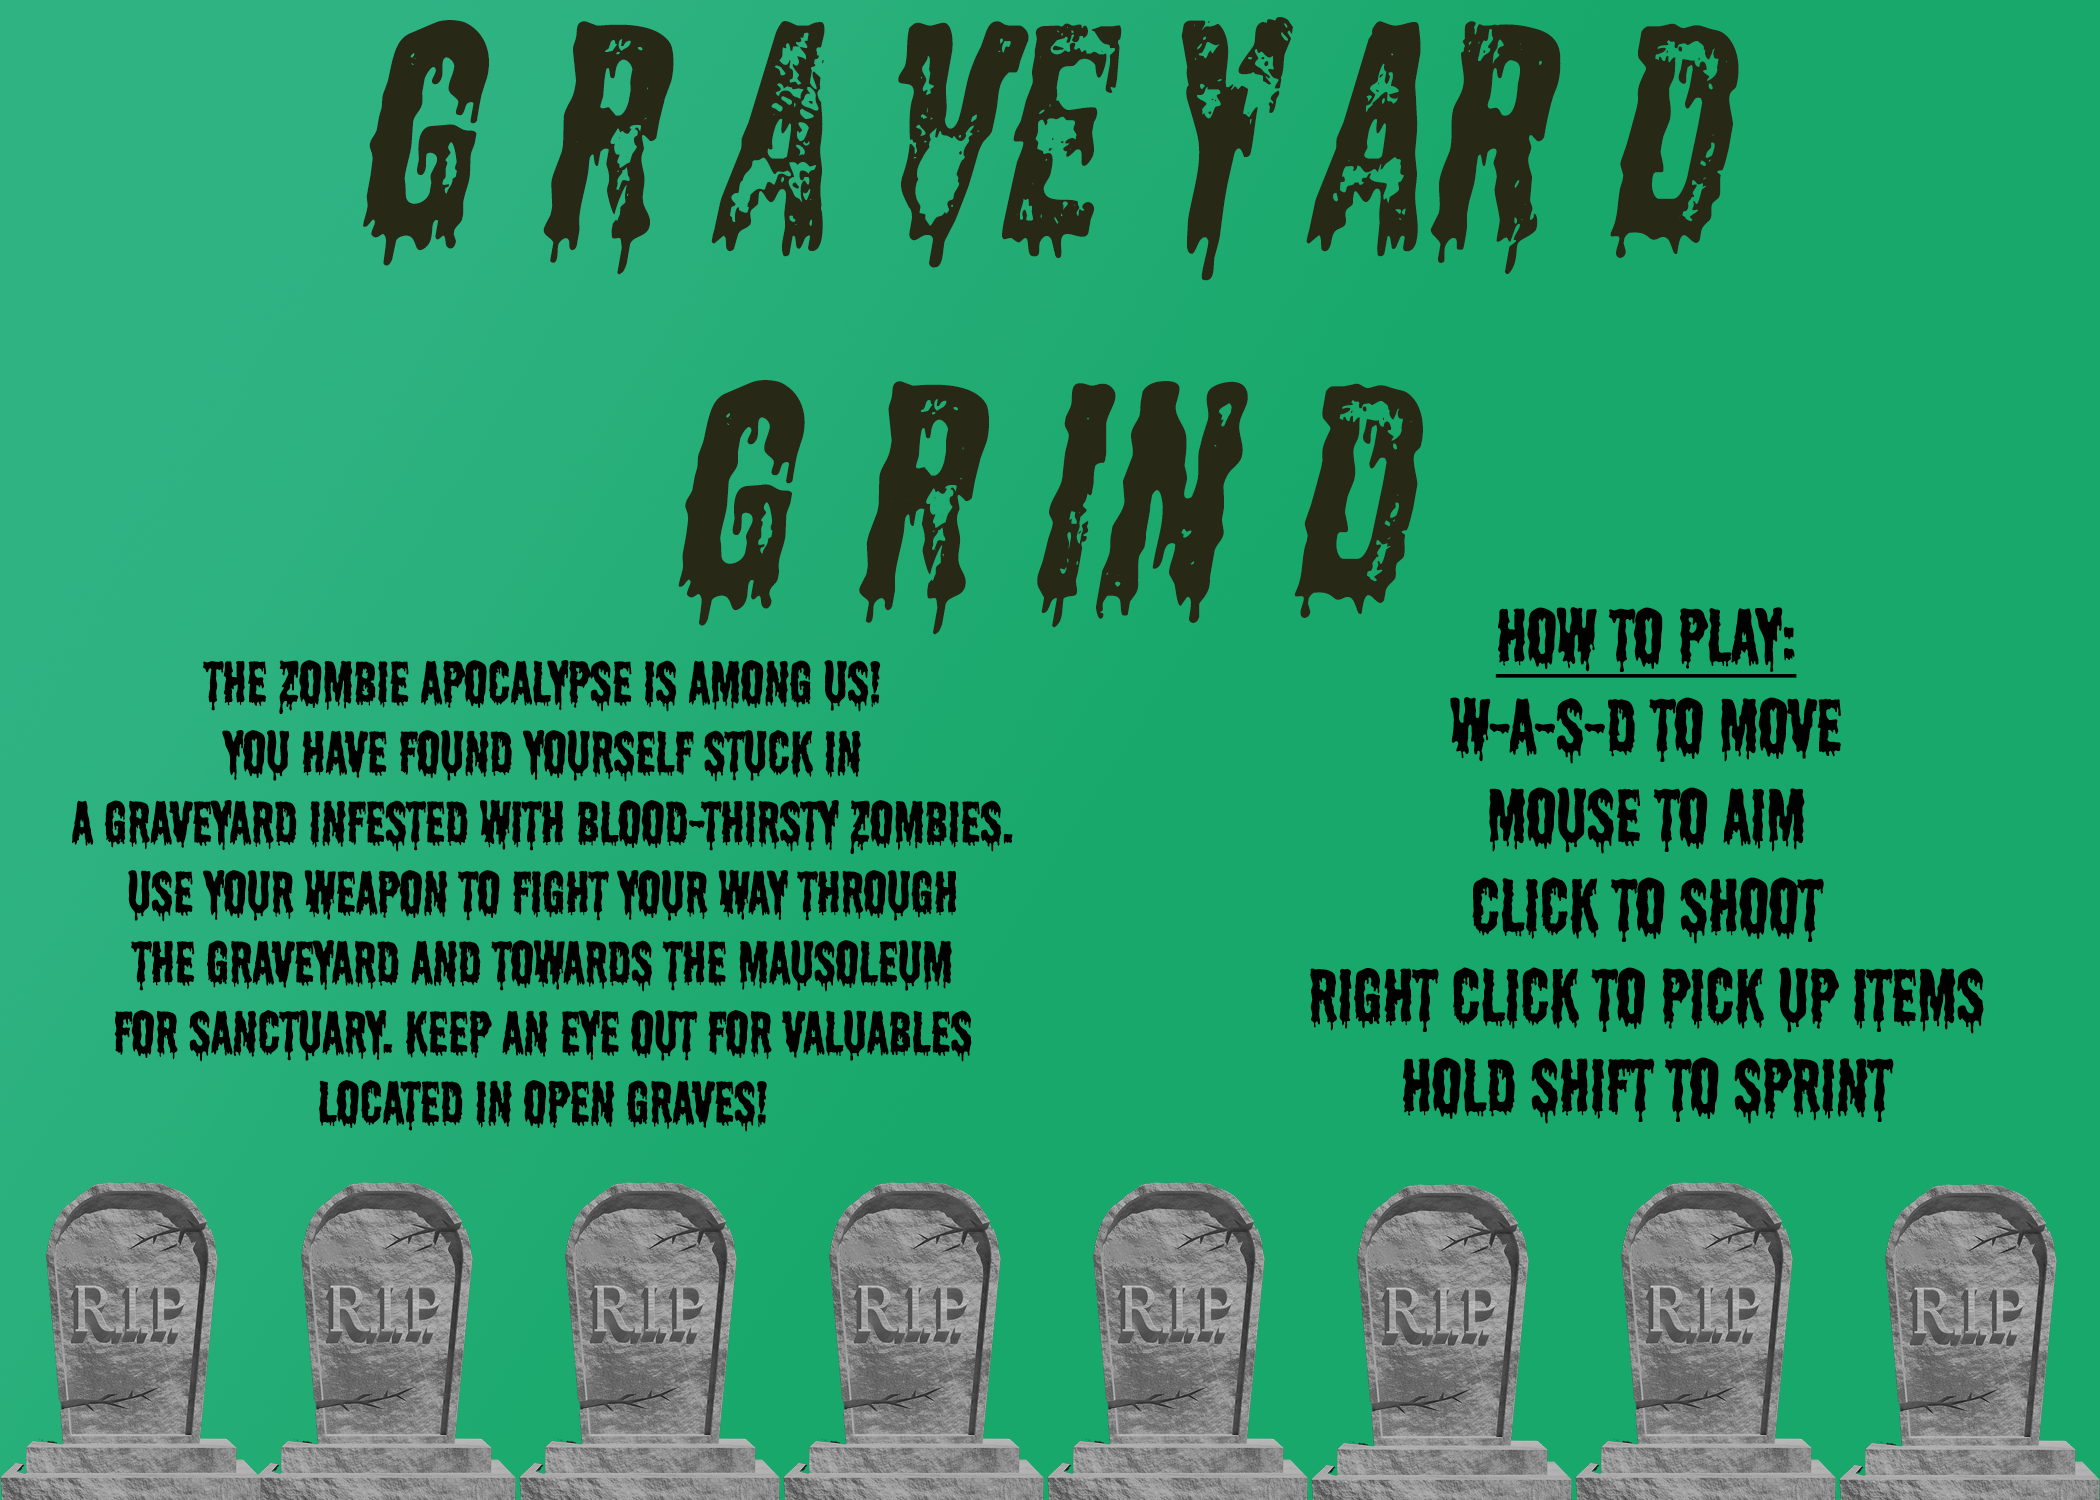 GRAVEYARD
GRIND
THE ZOMBIE APOCALYPSE IS AMONG US!
YOU HAVE FOUND YOURSELF STUCK IN
A GRAVEYARD INFESTED WITH BLOOD-THIRSTY ZOMBIES.
USE YOUR WEAPON TO FIGHT YOUR WAY THROUGH
THE GRAVEYARD AND TOWARDS THE MAUSOLEUM
FOR SANCTUARY. KEEP AN EYE OUT FOR VALUABLES
LOCATED IN OPEN GRAVES!
HOW TO PLAY:
W-A-S-D TO MOVE
MOUSE TO AIM
CLICK TO SHOOT
RIGHT CLICK TO PICK UP ITEMS
HOLD SHIFT TO SPRINT
R.I.P.
R.I.P.
R.I.P.
R.I.P.
R.I.P.
R.I.P.
R.I.P.
R.I.P.